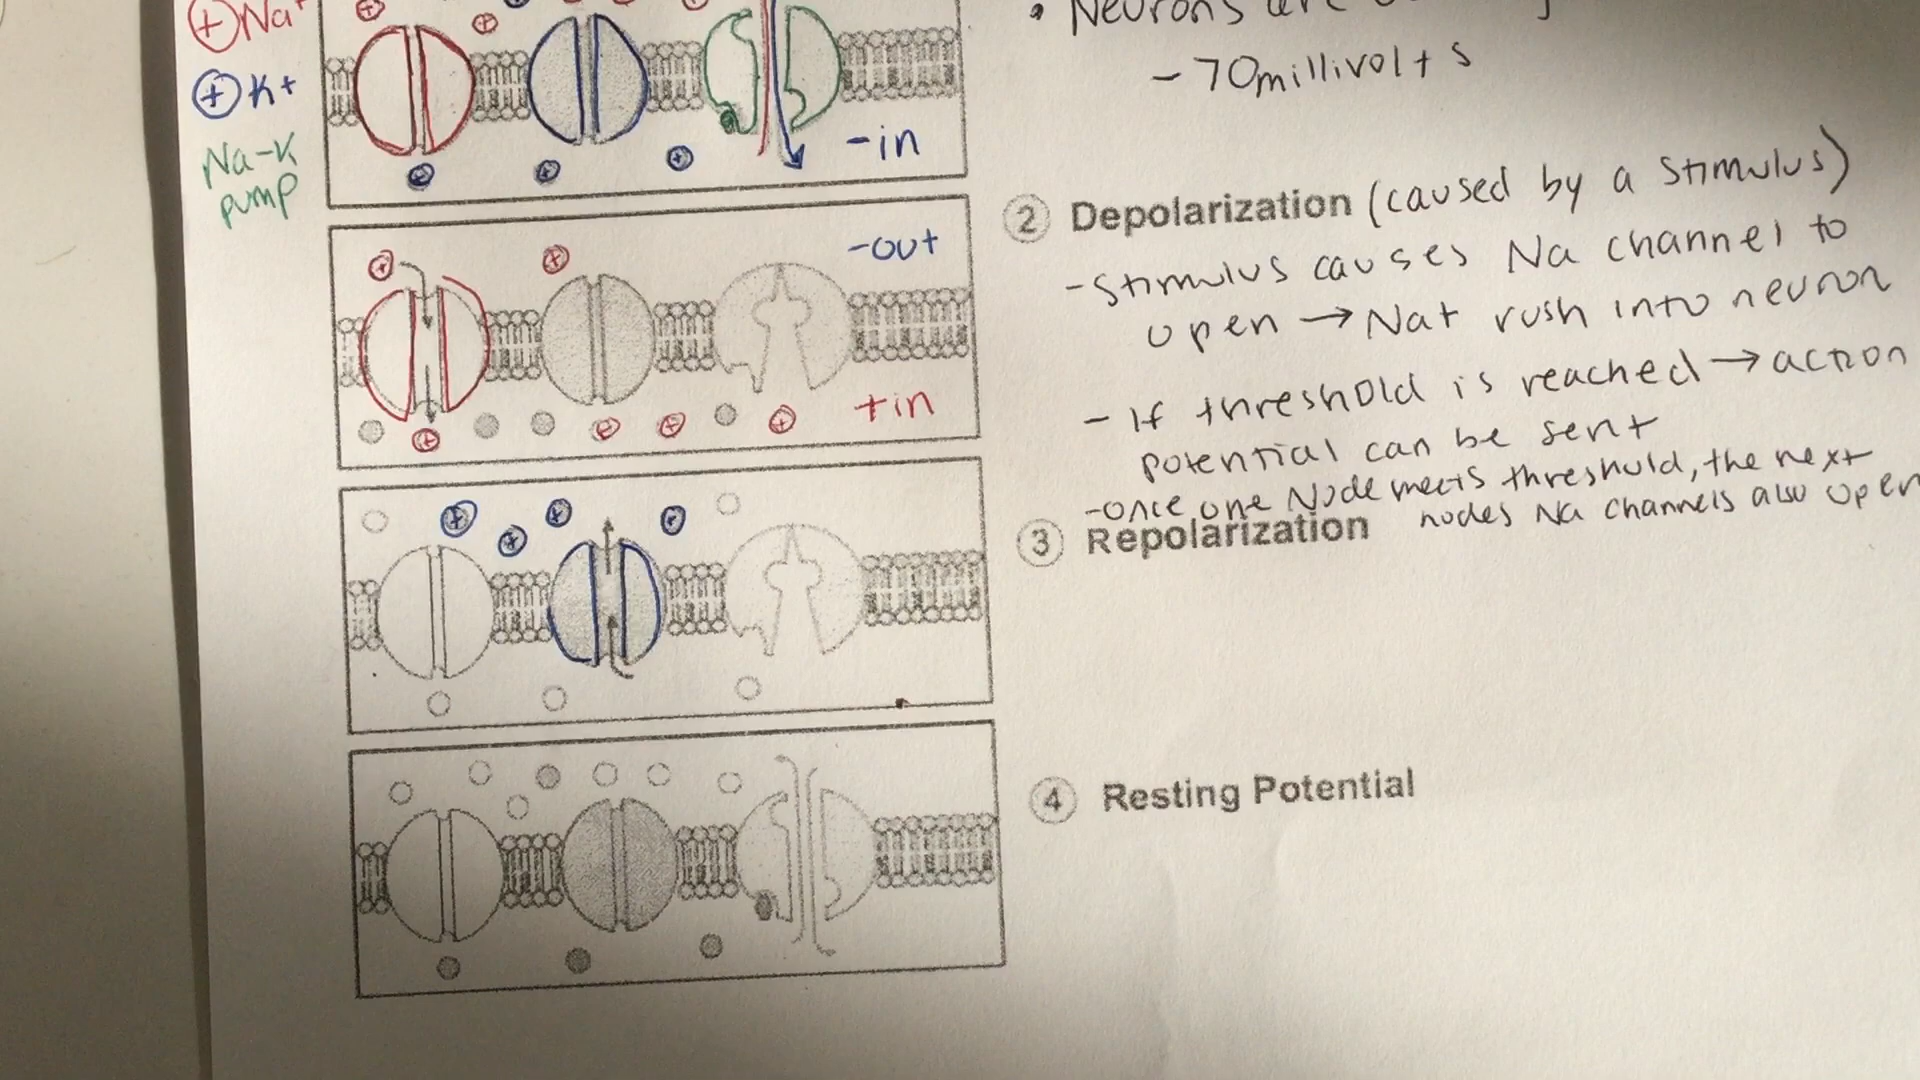 + Na+
• Neurons are
-70millivolts
+ K+
Na-K
pump
-in
② Depolarization (caused by a stimulus)
-out
-stimulus causes Na channel to
open → Na+ rush into neuron
+in
- If threshold is reached → action
potential can be sent
-once one Node meets threshold, the next
nodes Na channels also open
③ Repolarization
④ Resting Potential